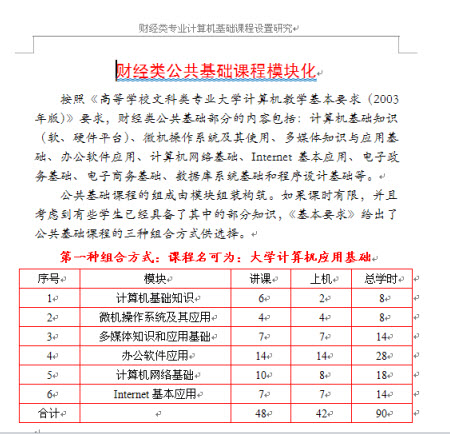 财经类专业计算机基础课程设置研究
财经类公共基础课程模块化
按照《高等学校文科类专业大学计算机教学基本要求（2003
年版）》要求，财经类公共基础部分的内容包括：计算机基础知识
（软、硬件平台）、微机操作系统及其使用、多媒体知识与应用基
础、办公软件应用、计算机网络基础、Internet 基本应用、电子政
务基础、电子商务基础、数据库系统基础和程序设计基础等。
公共基础课程的组成由模块组装构筑。如果课时有限，并且
考虑到有些学生已经具备了其中的部分知识，《基本要求》给出了
公共基础课程的三种组合方式供选择。
第一种组合方式：课程名可为：大学计算机应用基础
序号 模块 讲课 上机 总学时
1 计算机基础知识 6 2 8
2 微机操作系统及其应用 4 4 8
3 多媒体知识和应用基础 7 7 14
4 办公软件应用 14 14 28
5 计算机网络基础 10 8 18
6 Internet 基本应用 7 7 14
合计 48 42 90